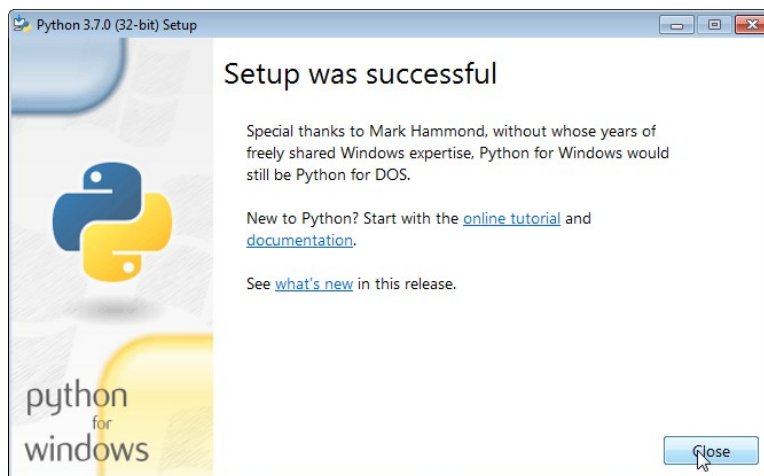 Python 3.7.0 (32-bit) Setup
Setup was successful
Special thanks to Mark Hammond, without whose years of
freely shared Windows expertise, Python for Windows would
still be Python for DOS.
New to Python? Start with the online tutorial and
documentation.
See what's new in this release.
python
for
windows
Close